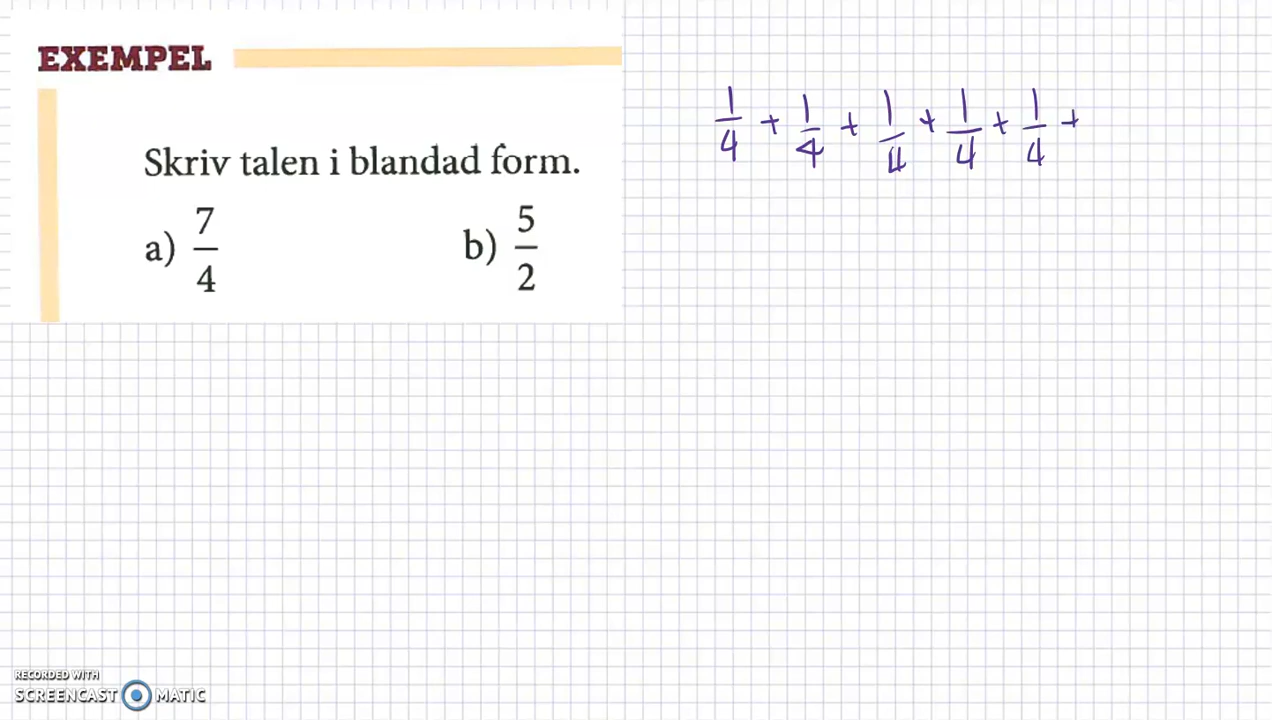 EXEMPEL
Skriv talen i blandad form.
a) 7/4 b) 5/2
1/4 + 1/4 + 1/4 + 1/4 + 1/4 +
RECORDED WITH
SCREENCAST MATIC